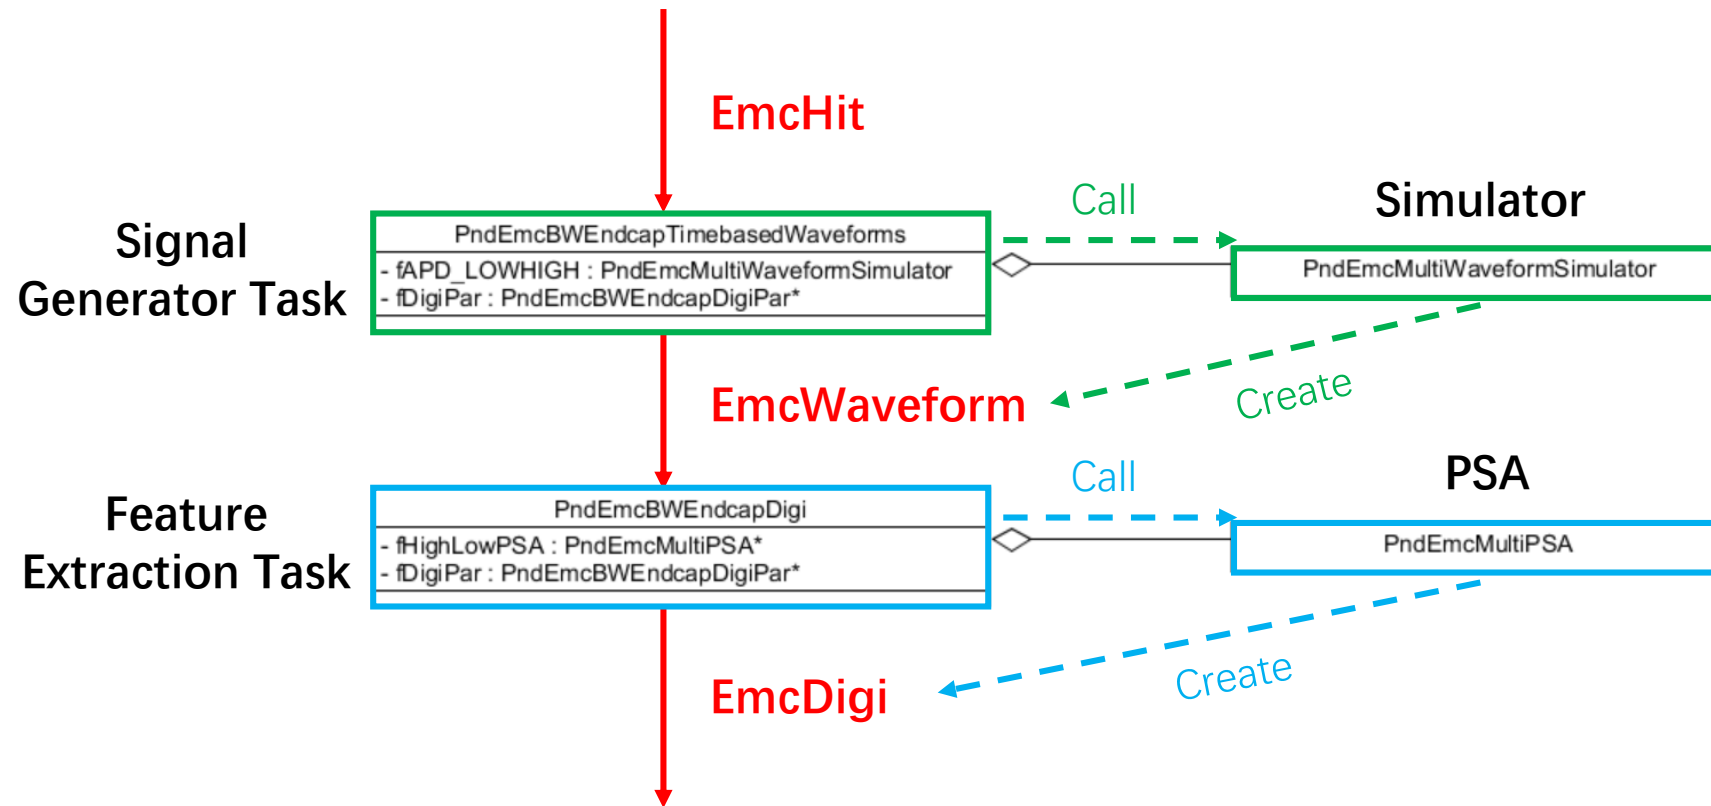 EmcHit
Call
Simulator
Signal
Generator Task
PndEmcBWEndcapTimebasedWaveforms
- fAPD_LOWHIGH : PndEmcMultiWaveformSimulator
- fDigiPar : PndEmcBWEndcapDigiPar*
PndEmcMultiWaveformSimulator
EmcWaveform
Create
Call
PSA
Feature
Extraction Task
PndEmcBWEndcapDigi
- fHighLowPSA : PndEmcMultiPSA*
- fDigiPar : PndEmcBWEndcapDigiPar*
PndEmcMultiPSA
EmcDigi
Create